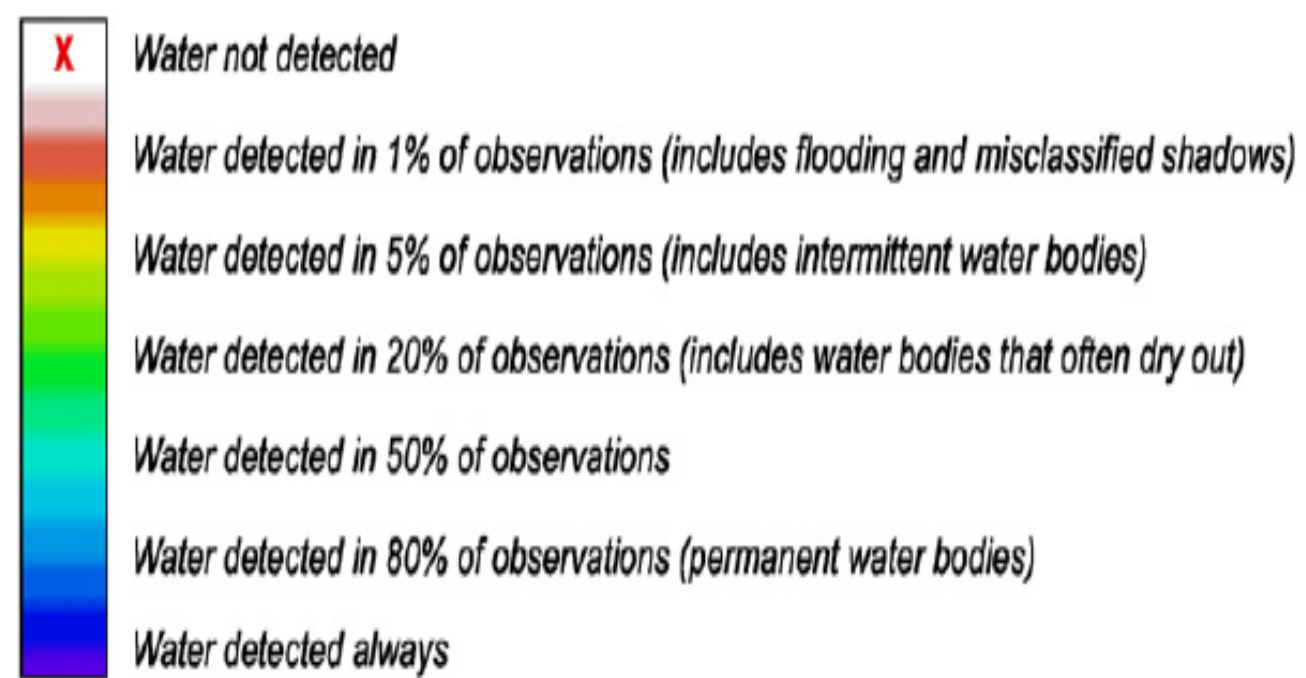 X Water not detected
Water detected in 1% of observations (includes flooding and misclassified shadows)
Water detected in 5% of observations (includes intermittent water bodies)
Water detected in 20% of observations (includes water bodies that often dry out)
Water detected in 50% of observations
Water detected in 80% of observations (permanent water bodies)
Water detected always